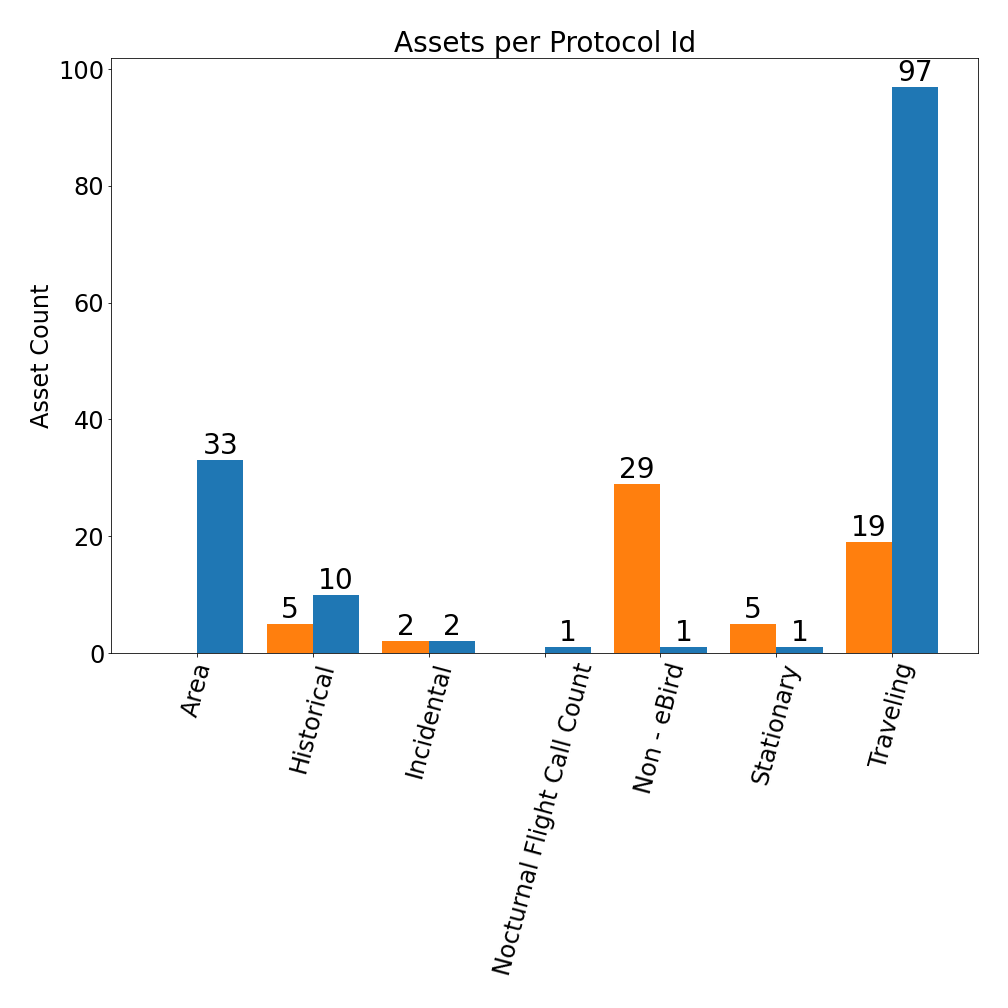 Assets per Protocol Id
Asset Count
100
80
60
40
20
0
33
5
10
2
2
1
29
1
5
1
19
97
Area
Historical
Incidental
Nocturnal Flight Call Count
Non - eBird
Stationary
Traveling